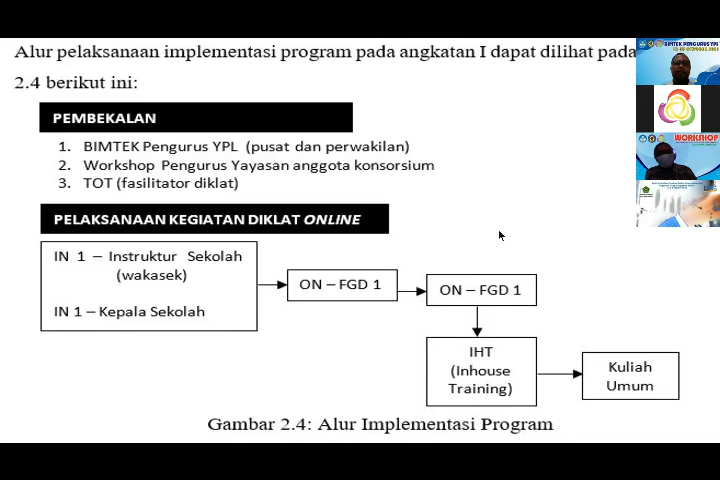 Alur pelaksanaan implementasi program pada angkatan I dapat dilihat pada
2.4 berikut ini:
PEMBEKALAN
1. BIMTEK Pengurus YPL (pusat dan perwakilan)
2. Workshop Pengurus Yayasan anggota konsorsium
3. TOT (fasilitator diklat)
PELAKSANAAN KEGIATAN DIKLAT ONLINE
IN 1 – Instruktur Sekolah
(wakasek)
IN 1 – Kepala Sekolah
ON – FGD 1
ON – FGD 1
IHT
(Inhouse
Training)
Kuliah
Umum
Gambar 2.4: Alur Implementasi Program
BIMTEK PENGURUS YPL
WORKSHOP